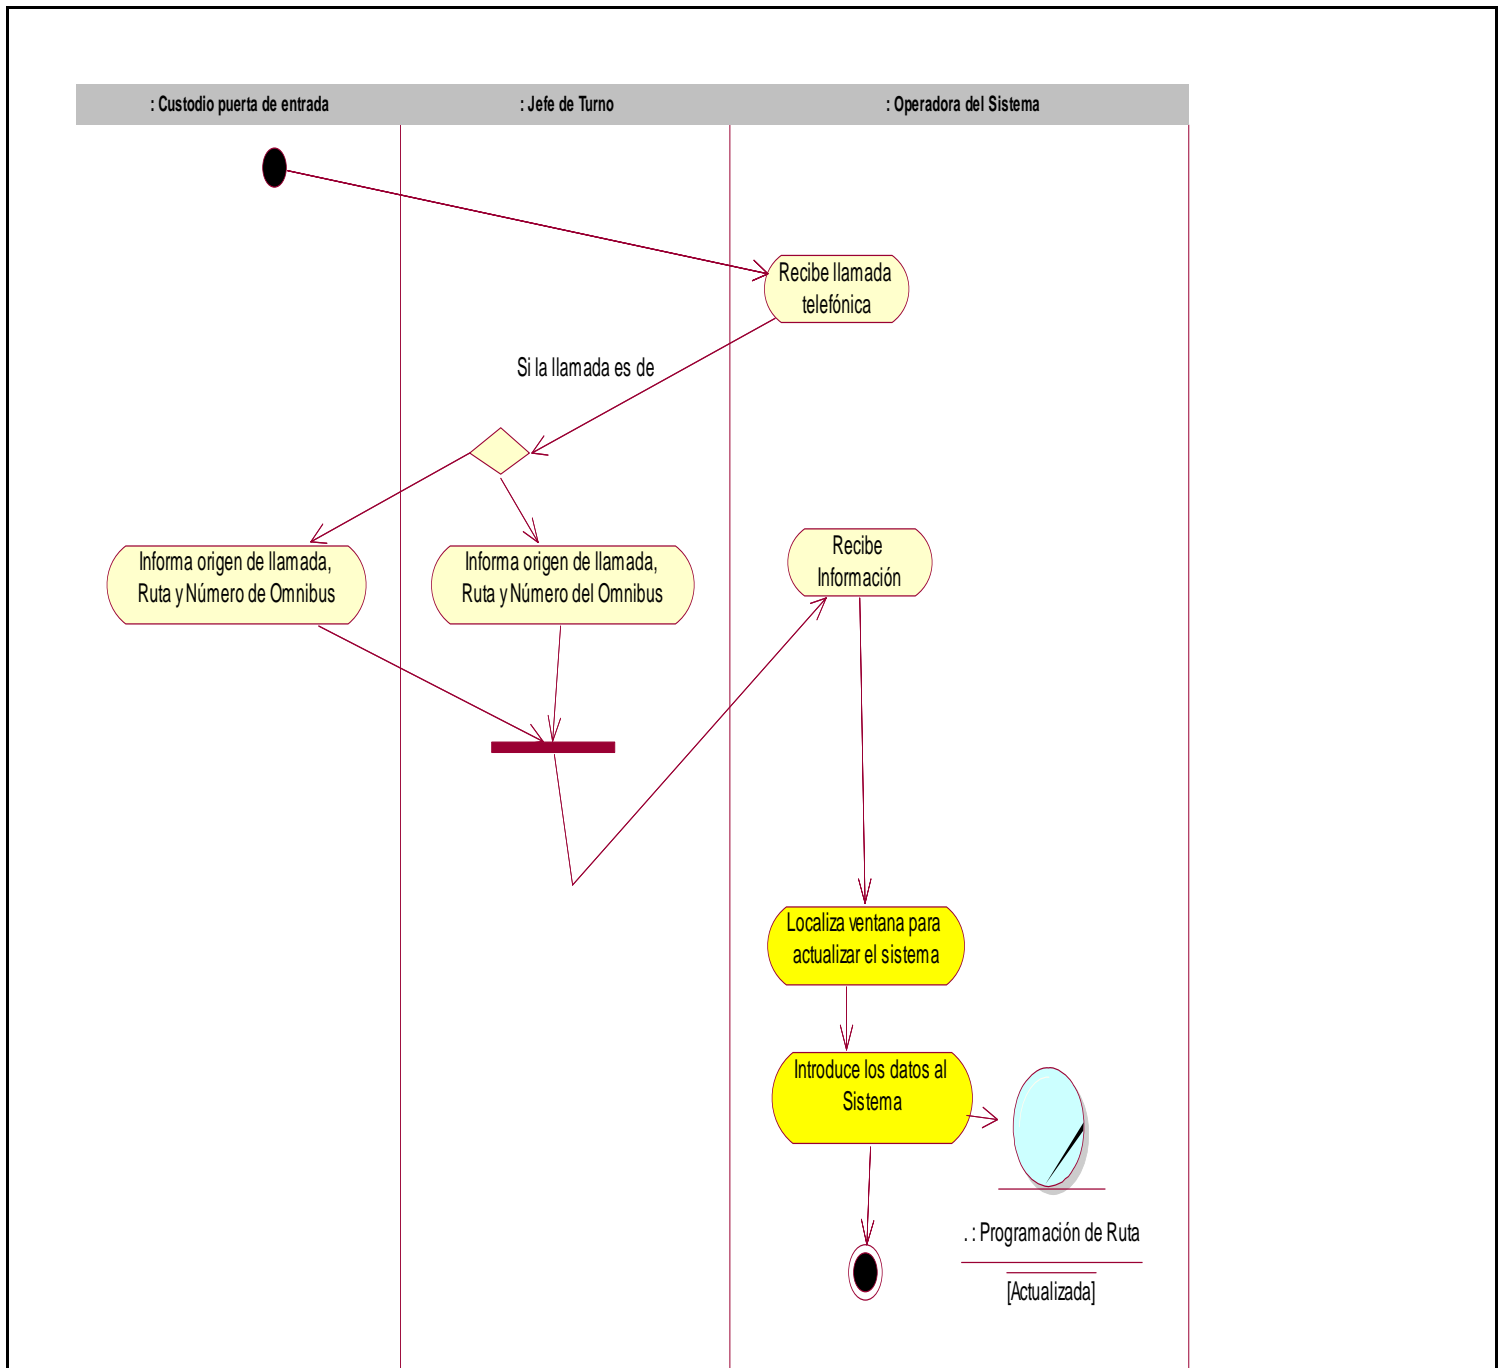 : Custodio puerta de entrada
: Jefe de Turno
: Operadora del Sistema
Recibe llamada
telefónica
Si la llamada es de
Informa origen de llamada,
Ruta y Número de Omnibus
Informa origen de llamada,
Ruta y Número del Omnibus
Recibe
Información
Localiza ventana para
actualizar el sistema
Introduce los datos al
Sistema
. : Programación de Ruta
[Actualizada]